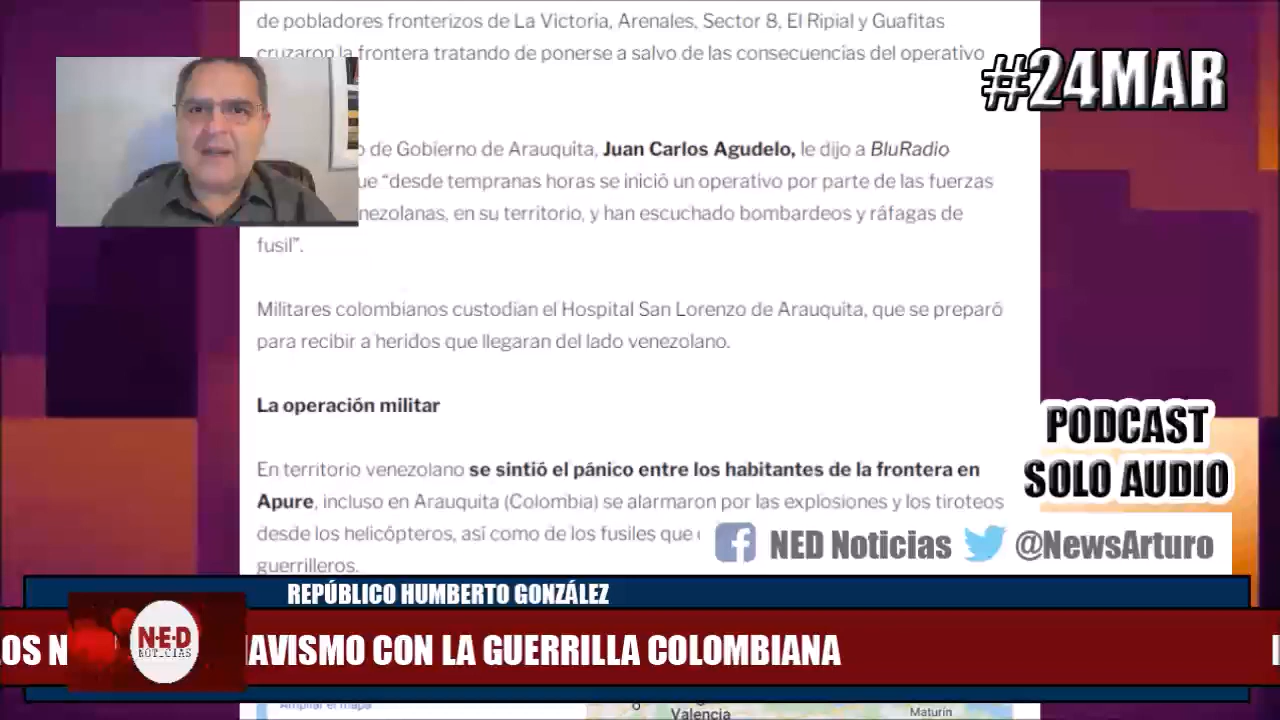 de pobladores fronterizos de La Victoria, Arenales, Sector 8, El Ripial y Guafitas
cruzaron la frontera tratando de ponerse a salvo de las consecuencias del operativo
#24MAR
de Gobierno de Arauquita, Juan Carlos Agudelo, le dijo a BluRadio
“desde tempranas horas se inició un operativo por parte de las fuerzas
nezolanas, en su territorio, y han escuchado bombardeos y ráfagas de
fusil”.
Militares colombianos custodian el Hospital San Lorenzo de Arauquita, que se preparó
para recibir a heridos que llegaran del lado venezolano.
La operación militar
PODCAST
SOLO AUDIO
En territorio venezolano se sintió el pánico entre los habitantes de la frontera en
Apure, incluso en Arauquita (Colombia) se alarmaron por las explosiones y los tiroteos
desde los helicópteros, así como de los fusiles que
NED Noticias @NewsArturo
guerrilleros.
REPÚBLICO HUMBERTO GONZÁLEZ
OS N
N·E·D
NOTICIAS
AVISMO CON LA GUERRILLA COLOMBIANA
Ampliar el mapa
Valencia
Maturín